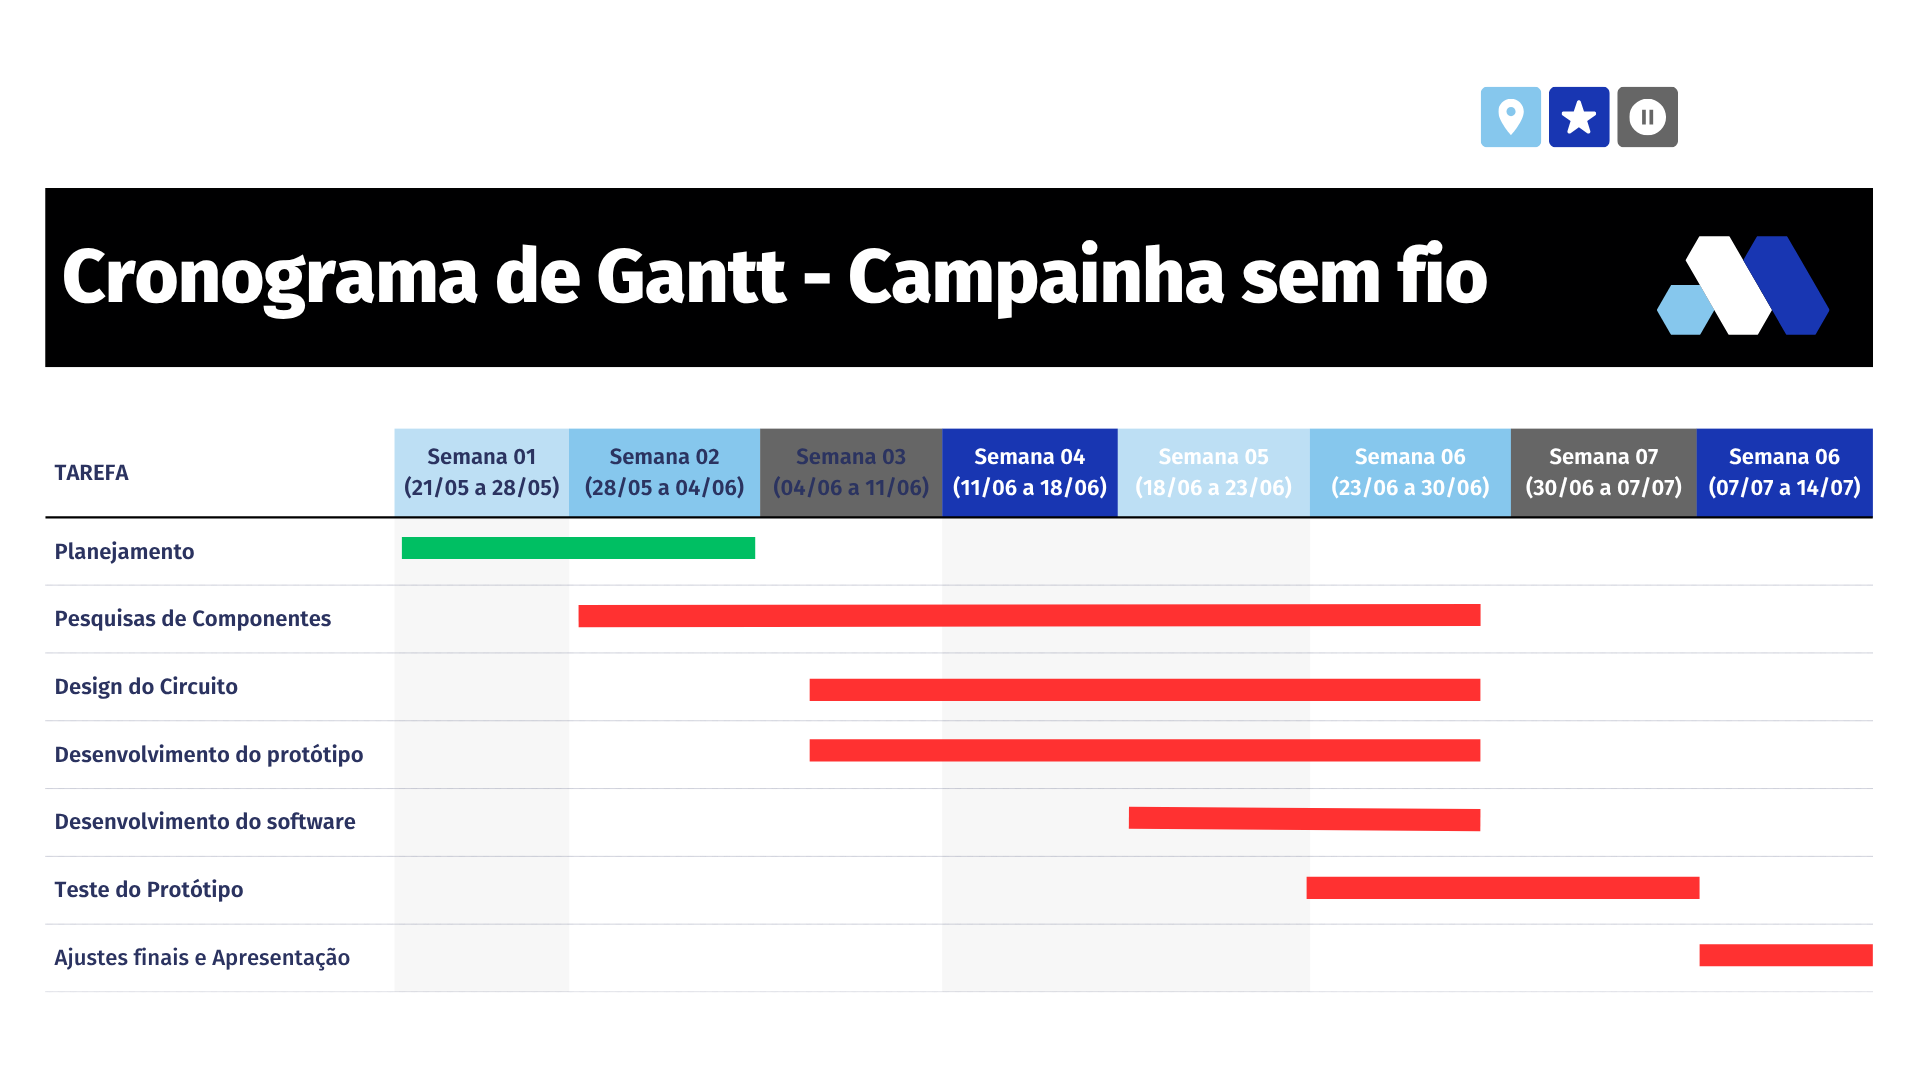 Cronograma de Gantt - Campainha sem fio
TAREFA
Semana 01
(21/05 a 28/05)
Semana 02
(28/05 a 04/06)
Semana 03
(04/06 a 11/06)
Semana 04
(11/06 a 18/06)
Semana 05
(18/06 a 23/06)
Semana 06
(23/06 a 30/06)
Semana 07
(30/06 a 07/07)
Semana 06
(07/07 a 14/07)
Planejamento
Pesquisas de Componentes
Design do Circuito
Desenvolvimento do protótipo
Desenvolvimento do software
Teste do Protótipo
Ajustes finais e Apresentação